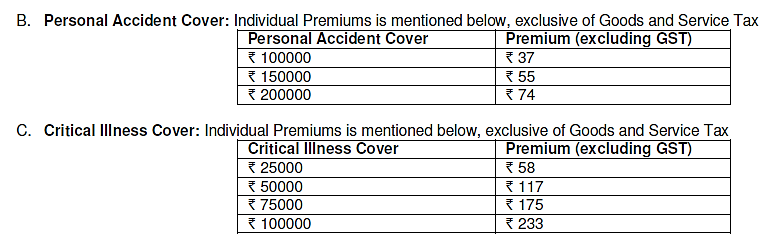 B. Personal Accident Cover: Individual Premiums is mentioned below, exclusive of Goods and Service Tax
Personal Accident Cover Premium (excluding GST)
₹ 100000 ₹ 37
₹ 150000 ₹ 55
₹ 200000 ₹ 74
C. Critical Illness Cover: Individual Premiums is mentioned below, exclusive of Goods and Service Tax
Critical Illness Cover Premium (excluding GST)
₹ 25000 ₹ 58
₹ 50000 ₹ 117
₹ 75000 ₹ 175
₹ 100000 ₹ 233